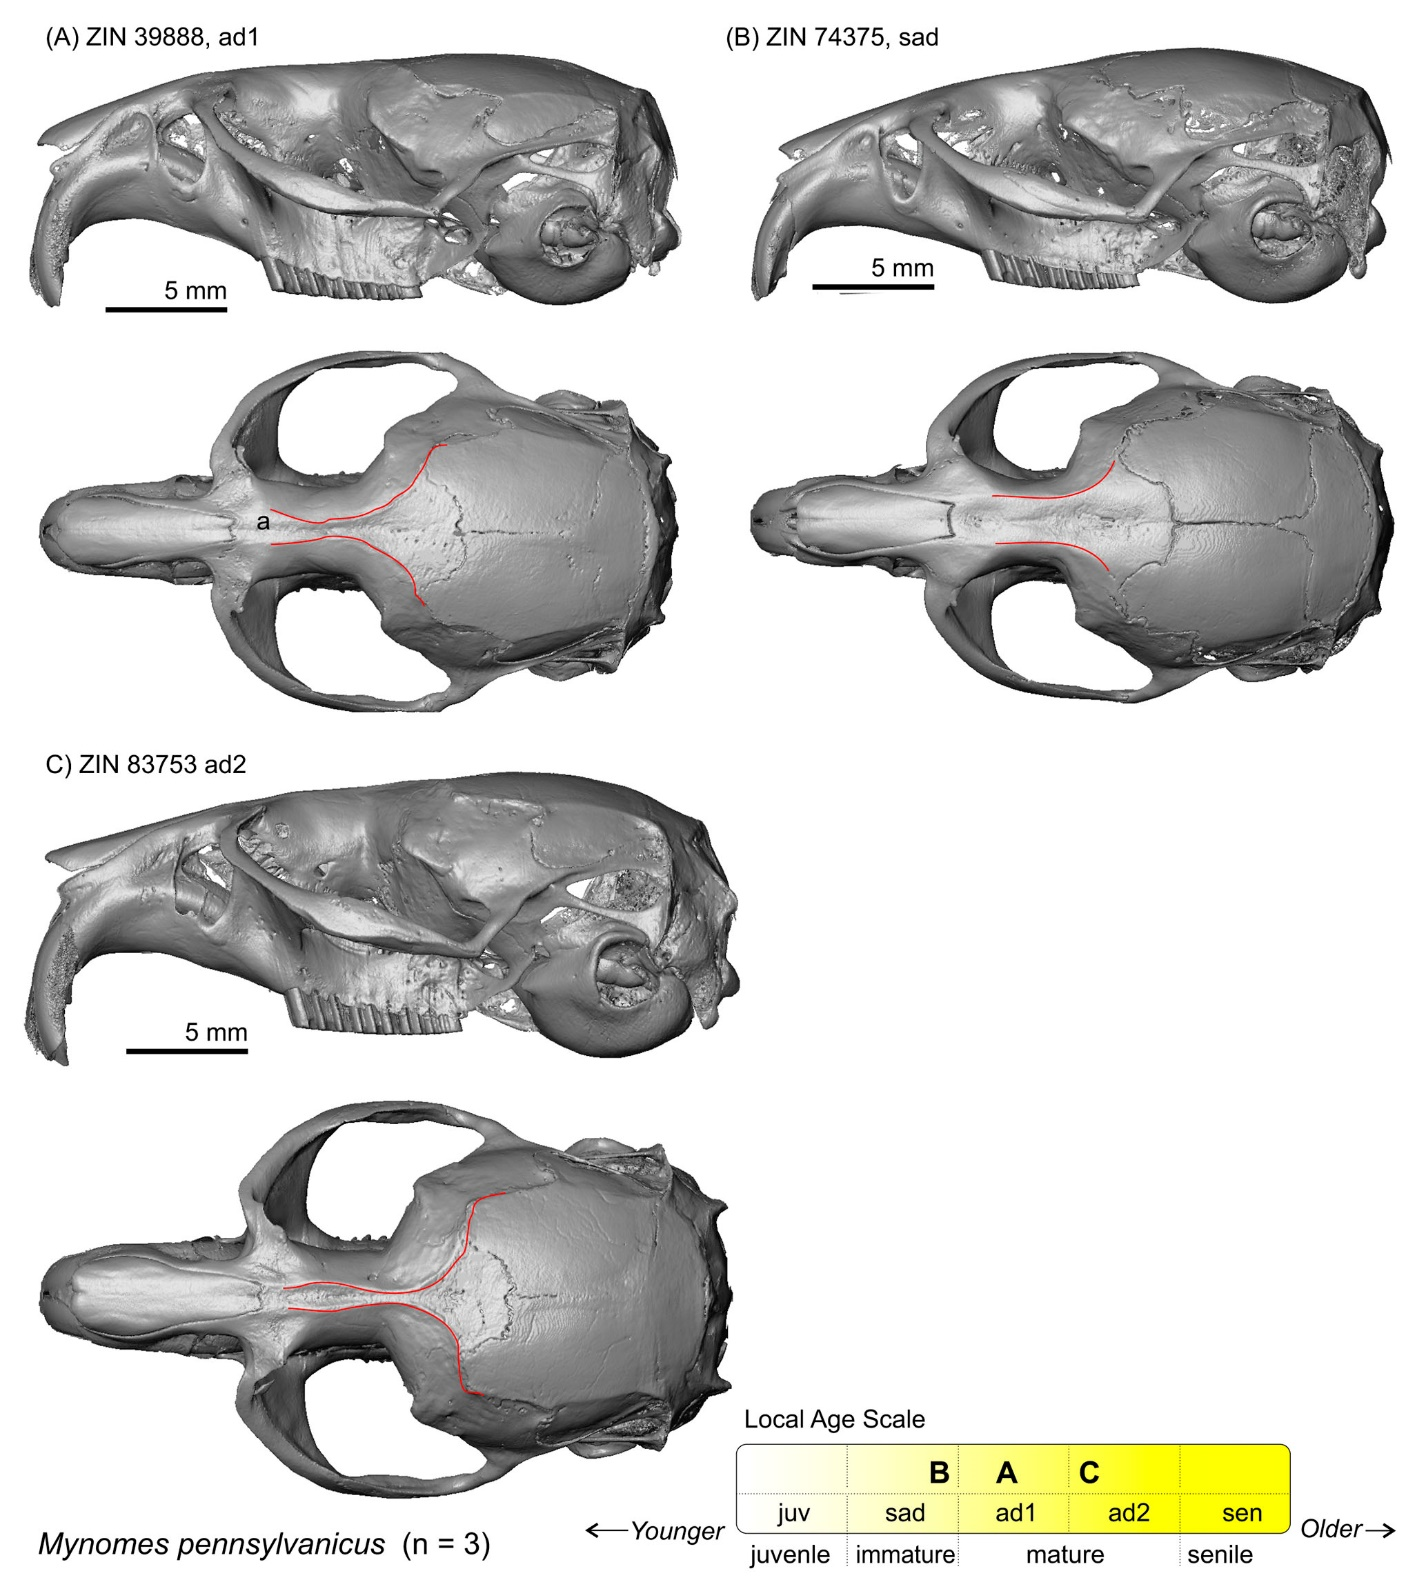 (A) ZIN 39888, ad1
(B) ZIN 74375, sad
5 mm
5 mm
a
C) ZIN 83753 ad2
5 mm
Local Age Scale
B A C
juv sad ad1 ad2 sen
←Younger
Older→
juvenle immature mature senile
Mynomes pennsylvanicus (n = 3)